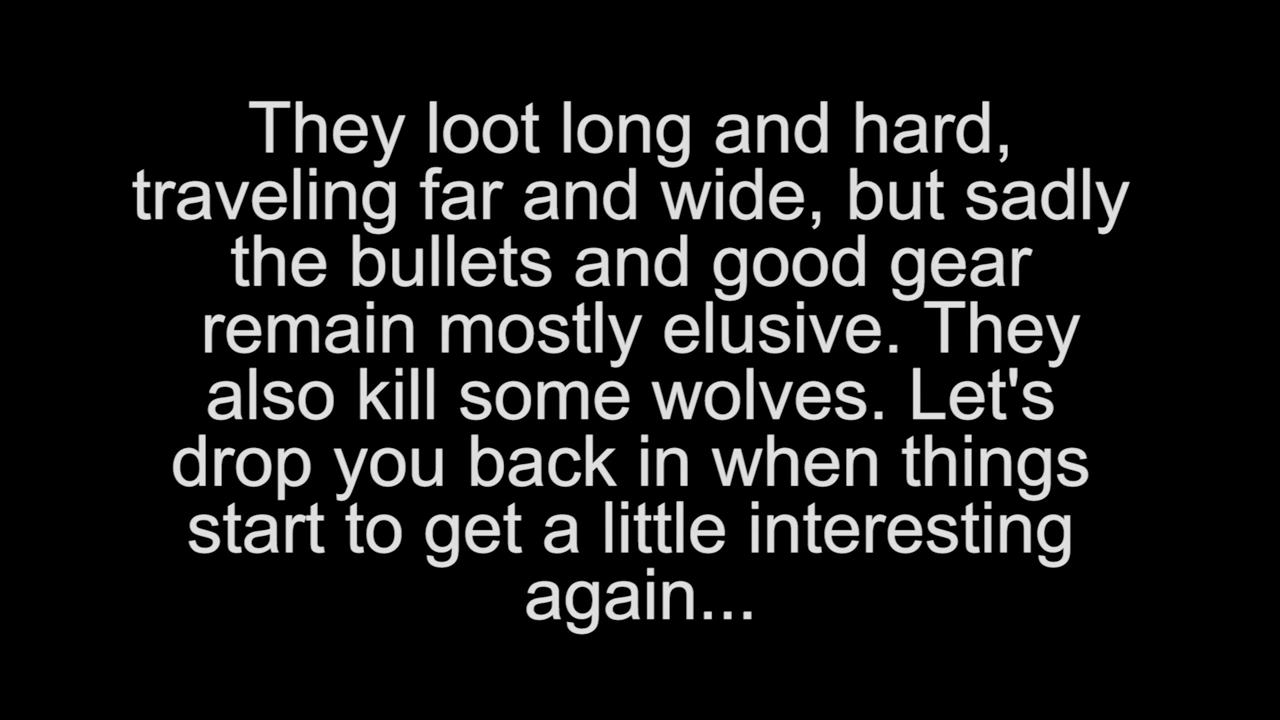 They loot long and hard,
traveling far and wide, but sadly
the bullets and good gear
remain mostly elusive. They
also kill some wolves. Let's
drop you back in when things
start to get a little interesting
again...